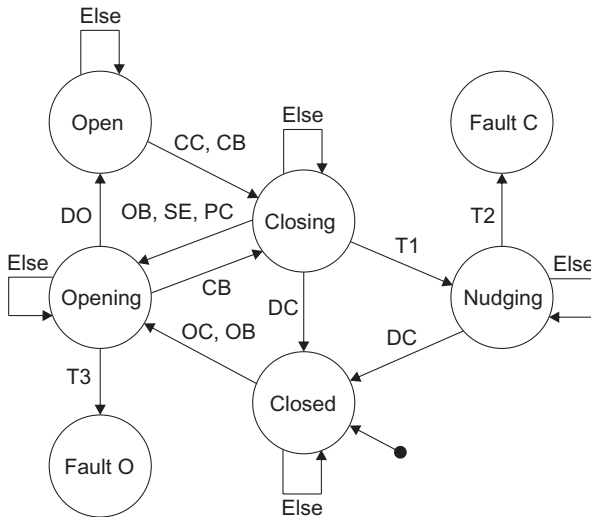 Else
Open
CC, CB
Else
Fault C
DO
OB, SE, PC
Closing
T1
T2
Else
Opening
CB
Nudging
Else
OC, OB
DC
DC
T3
Closed
Fault O
Else